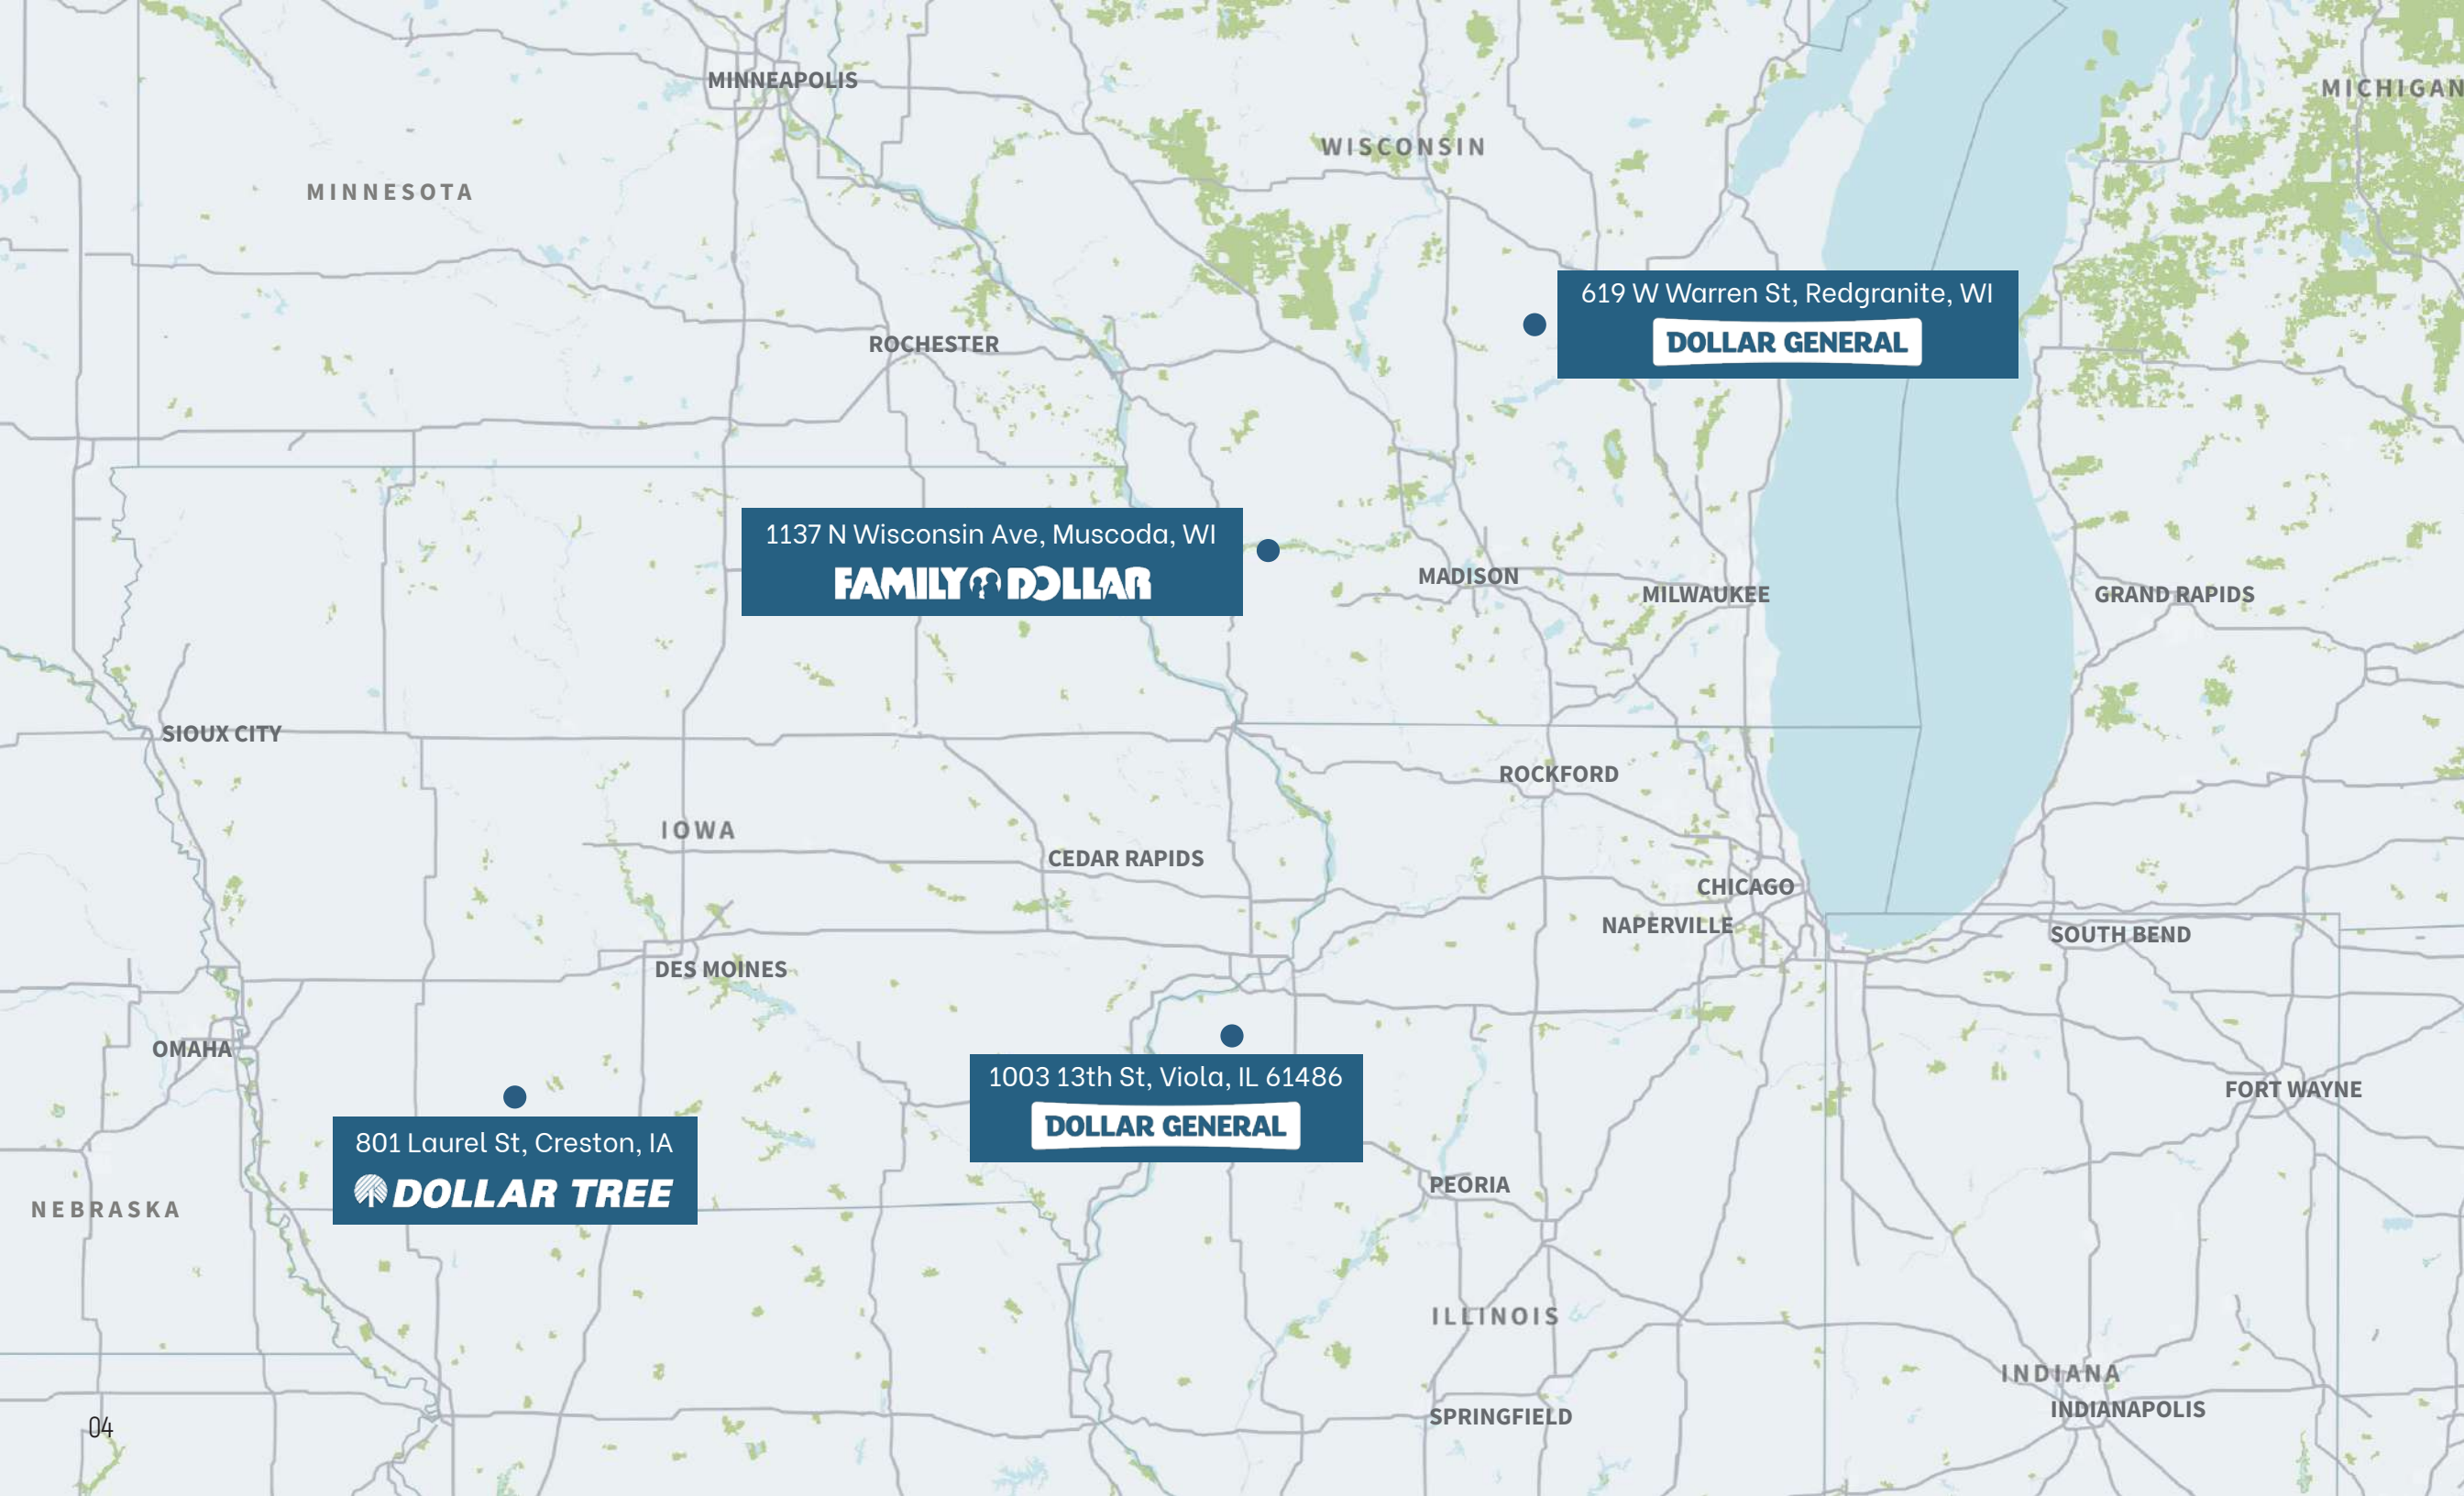 MINNEAPOLIS
MICHIGAN
WISCONSIN
MINNESOTA
619 W Warren St, Redgranite, WI
DOLLAR GENERAL
ROCHESTER
1137 N Wisconsin Ave, Muscoda, WI
FAMILY DOLLAR
MADISON
MILWAUKEE
GRAND RAPIDS
SIOUX CITY
ROCKFORD
IOWA
CEDAR RAPIDS
CHICAGO
NAPERVILLE
SOUTH BEND
DES MOINES
OMAHA
1003 13th St, Viola, IL 61486
DOLLAR GENERAL
FORT WAYNE
801 Laurel St, Creston, IA
DOLLAR TREE
PEORIA
NEBRASKA
ILLINOIS
INDIANA
INDIANAPOLIS
SPRINGFIELD
04